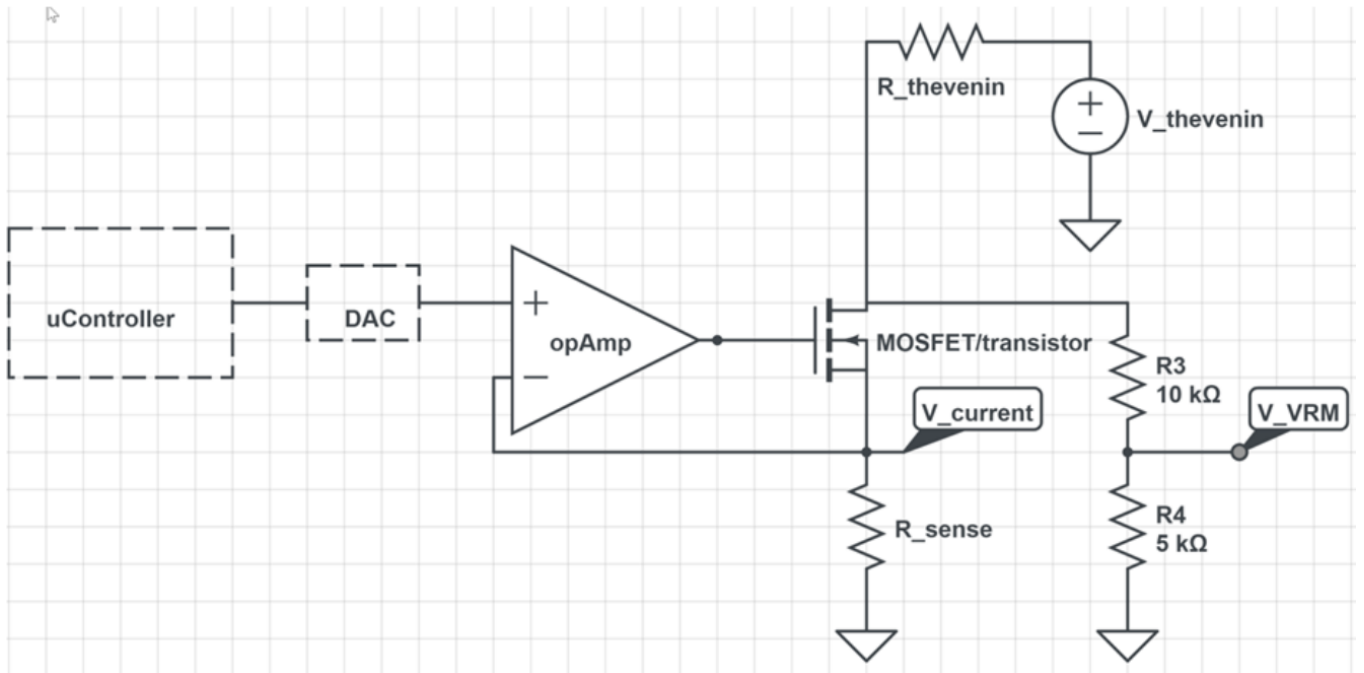 R_thevenin
V_thevenin
uController
DAC
+
−
opAmp
MOSFET/transistor
R3
10 kΩ
V_current
V_VRM
R_sense
R4
5 kΩ